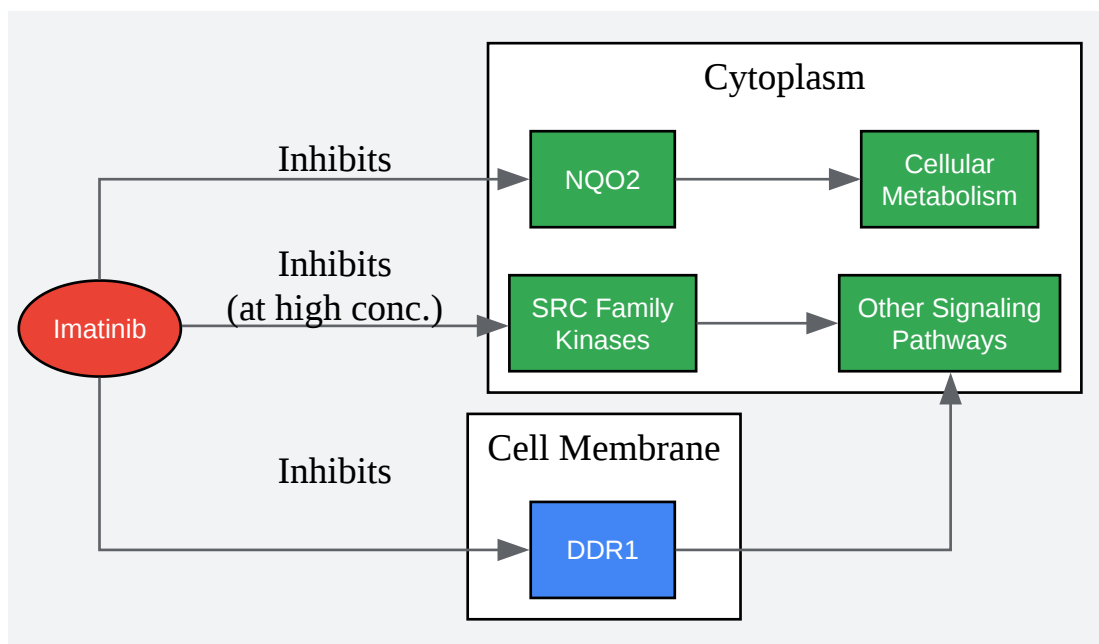 Cytoplasm
Inhibits
NQO2
Cellular
Metabolism
Inhibits
(at high conc.)
Imatinib
SRC Family
Kinases
Other Signaling
Pathways
Cell Membrane
Inhibits
DDR1